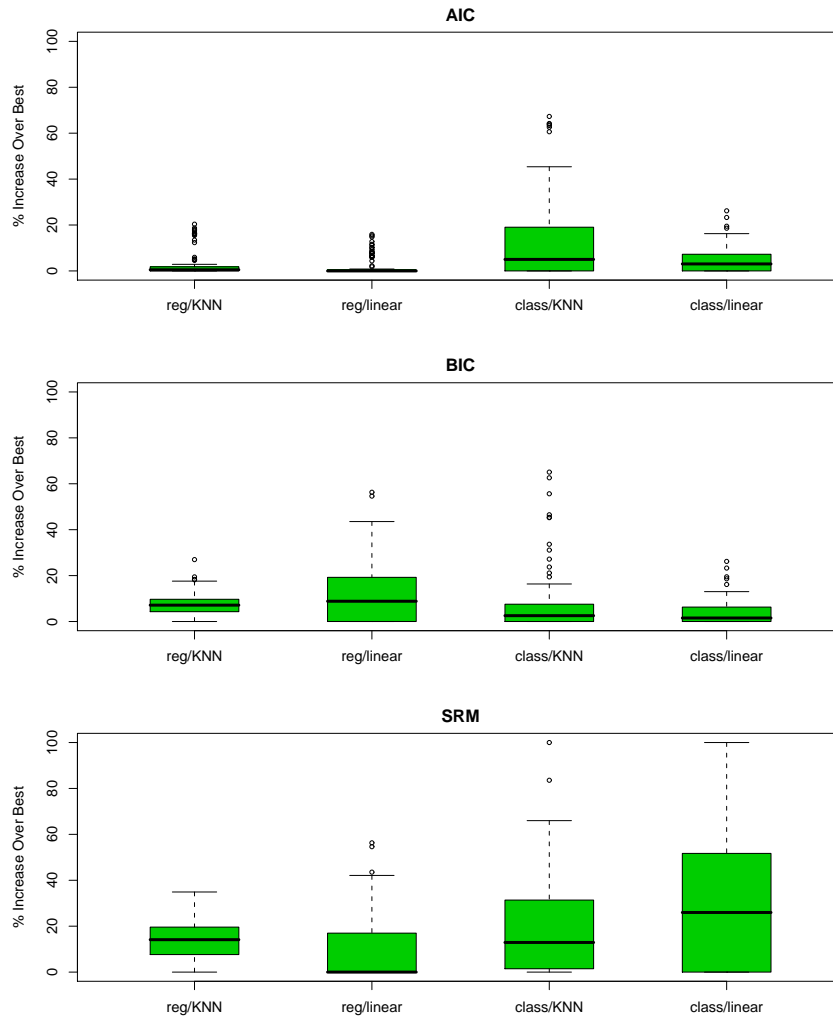 AIC
% Increase Over Best
100
80
60
40
20
0
reg/KNN reg/linear class/KNN class/linear
BIC
% Increase Over Best
100
80
60
40
20
0
reg/KNN reg/linear class/KNN class/linear
SRM
% Increase Over Best
100
80
60
40
20
0
reg/KNN reg/linear class/KNN class/linear